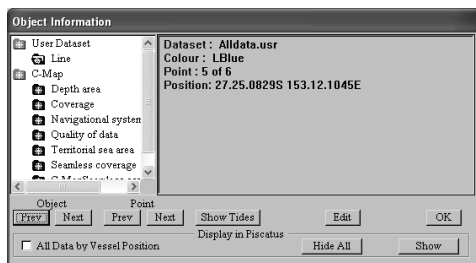 Object Information
User Dataset
Line
C-Map
Depth area
Coverage
Navigational system
Quality of data
Territorial sea area
Seamless coverage
Dataset : Alldata.usr
Colour : LBlue
Point : 5 of 6
Position: 27.25.0829S 153.12.1045E
Object Point
Prev Next Prev Next Show Tides Edit OK
Display in Piscatus
All Data by Vessel Position Hide All Show